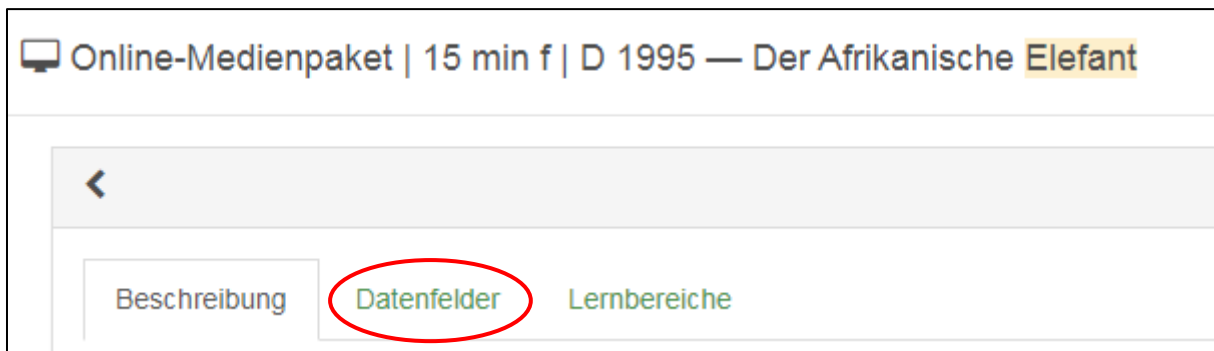 Online-Medienpaket | 15 min f | D 1995 — Der Afrikanische Elefant
Beschreibung Datenfelder Lernbereiche